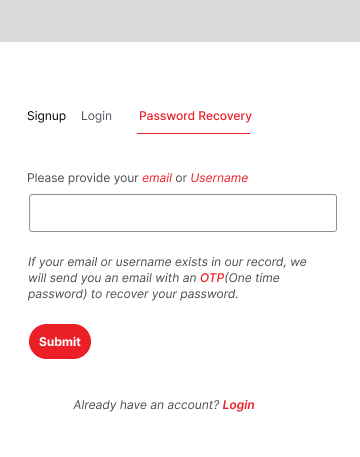 Signup Login Password Recovery
Please provide your email or Username
If your email or username exists in our record, we
will send you an email with an OTP(One time
password) to recover your password.
Submit
Already have an account? Login